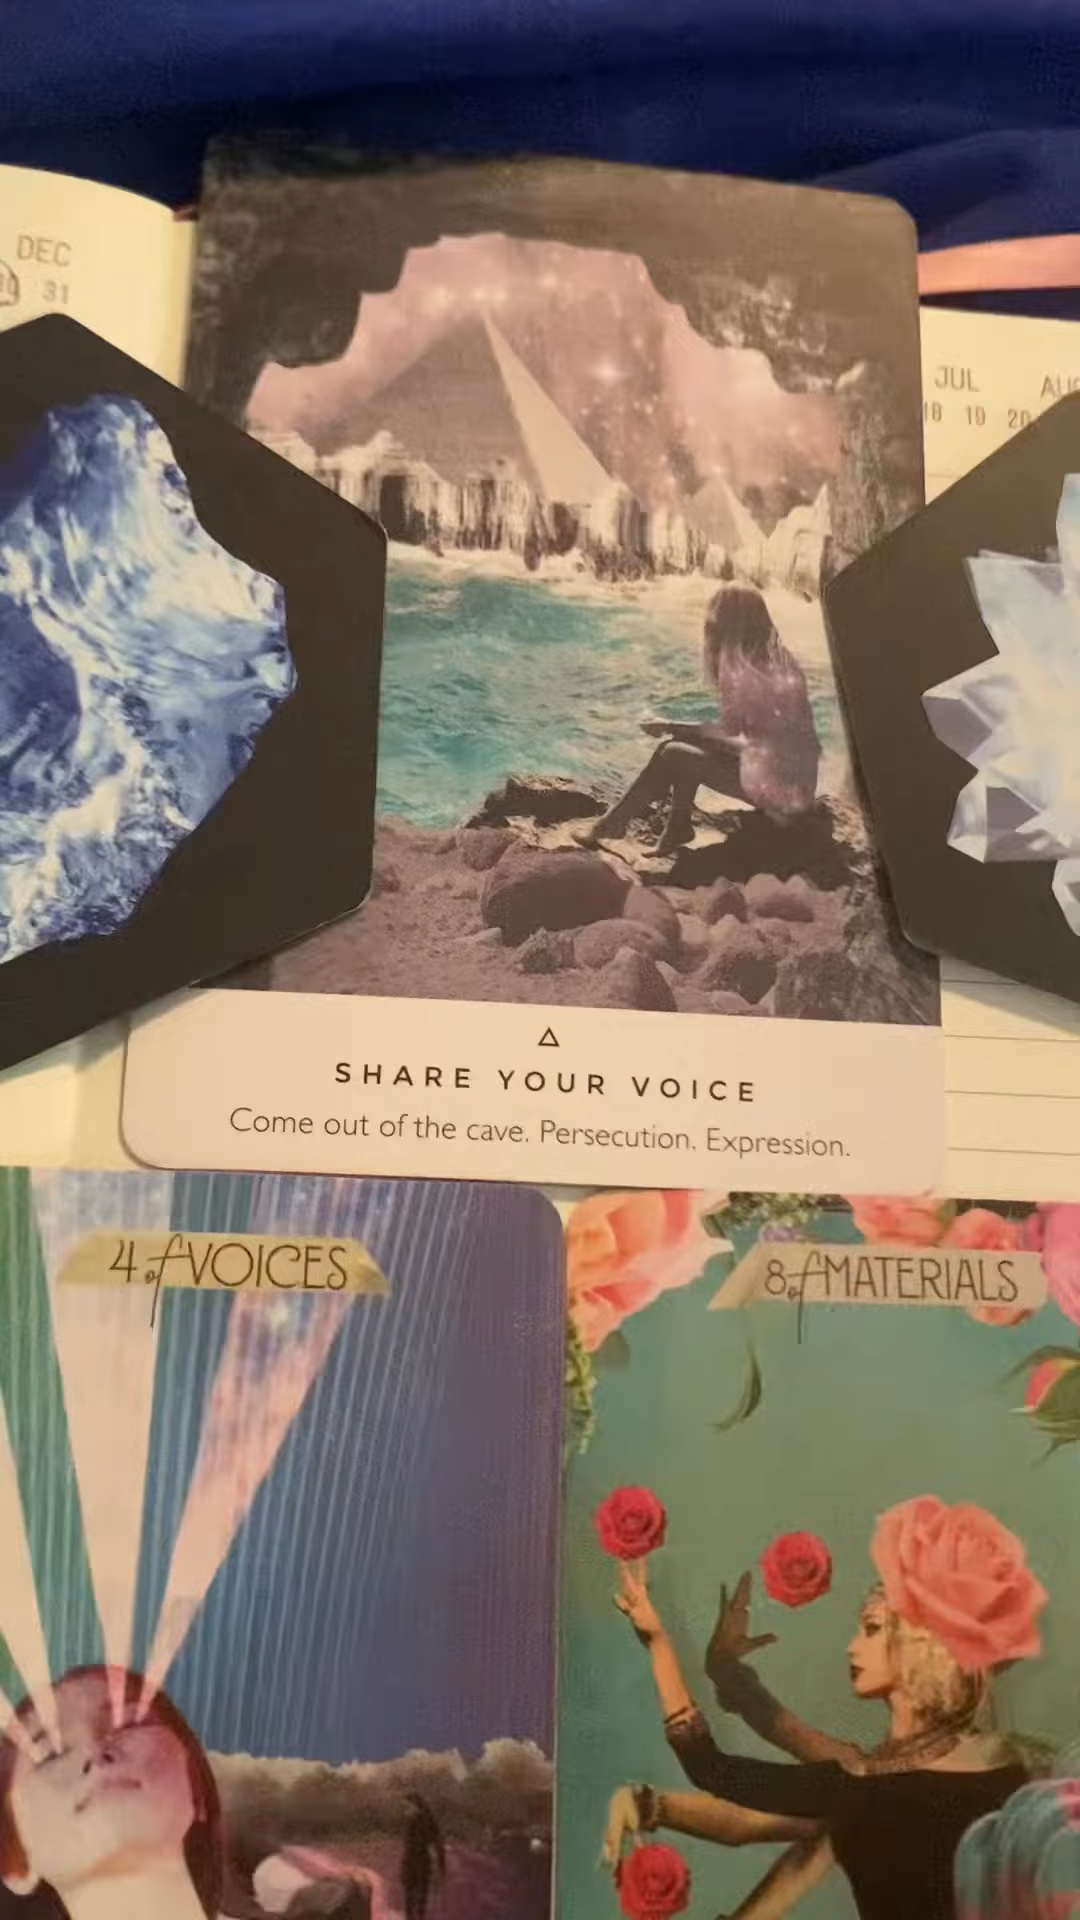 DEC
31
JUL
18 19 20
SHARE YOUR VOICE
Come out of the cave. Persecution. Expression.
4 of VOICES
8 of MATERIALS